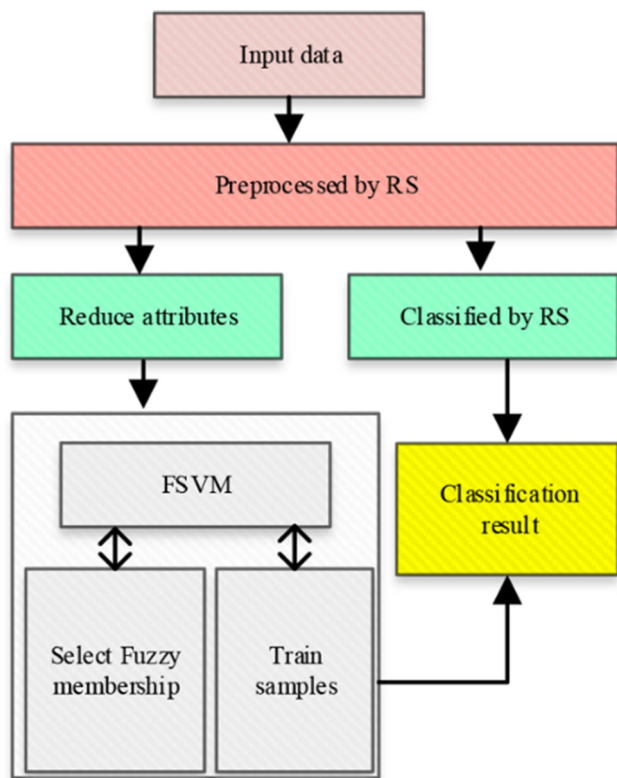 Input data
Preprocessed by RS
Reduce attributes
Classified by RS
FSVM
Classification
result
Select Fuzzy
membership
Train
samples